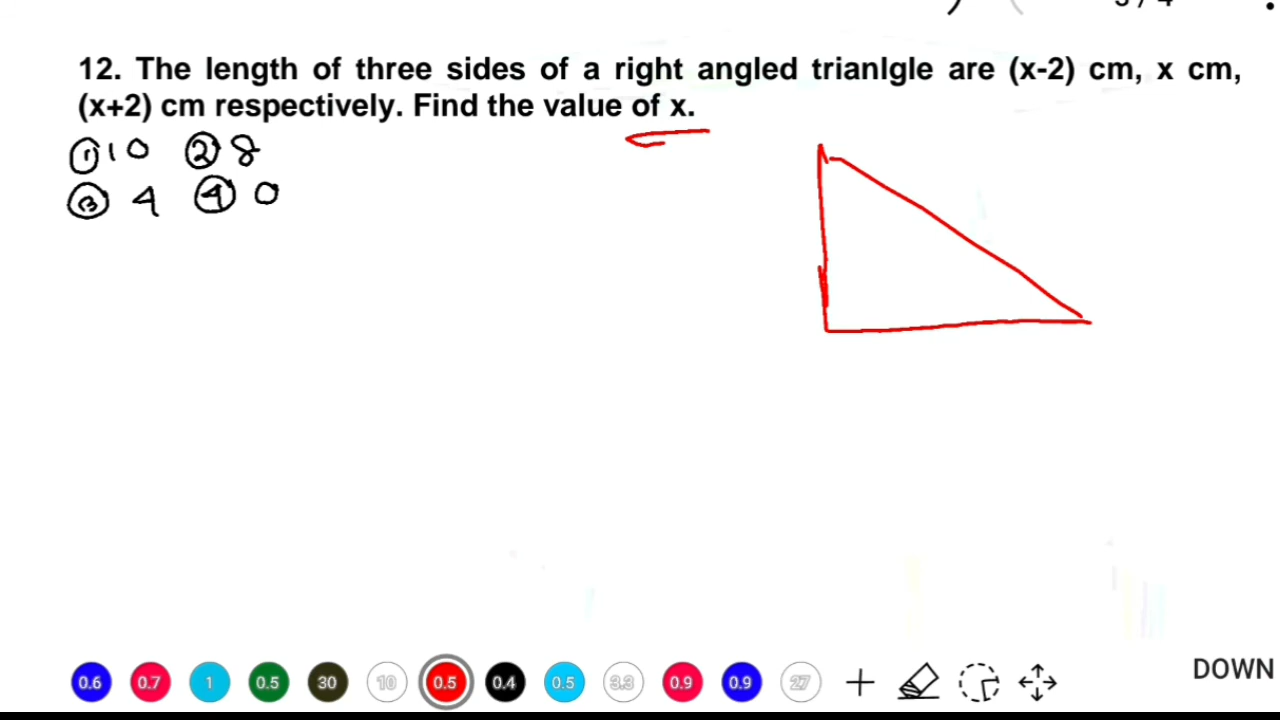 12. The length of three sides of a right angled trianlgle are (x-2) cm, x cm,
(x+2) cm respectively. Find the value of x.
① 10 ② 8
③ 4 ④ 0
DOWN
0.6 0.7 1 0.5 30 10 0.5 0.4 0.5 3.3 0.9 0.9 27